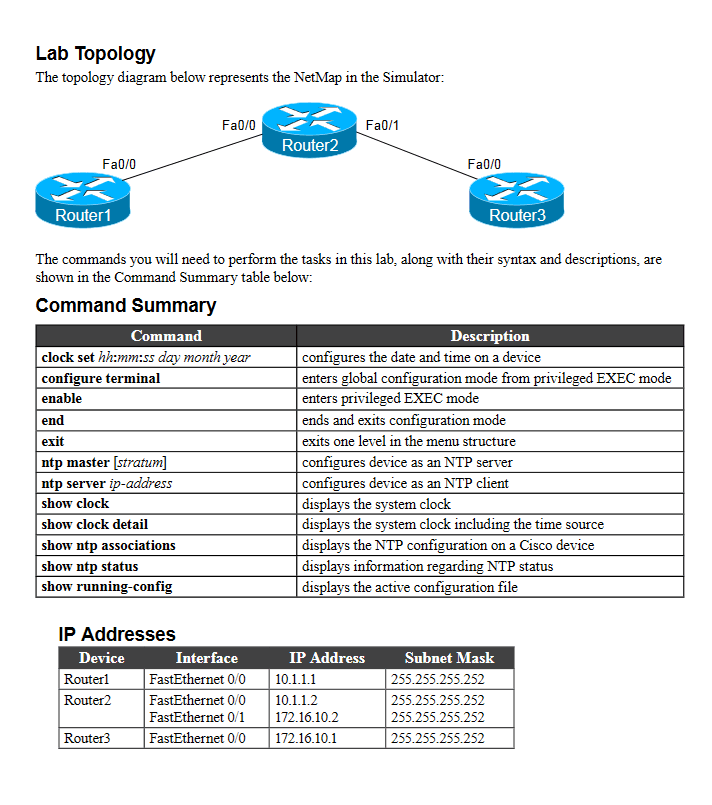 Lab Topology
The topology diagram below represents the NetMap in the Simulator:
Fa0/0 Fa0/1
Router2
Fa0/0 Fa0/0
Router1 Router3
The commands you will need to perform the tasks in this lab, along with their syntax and descriptions, are
shown in the Command Summary table below:
Command Summary
Command Description
clock set hh:mm:ss day month year configures the date and time on a device
configure terminal enters global configuration mode from privileged EXEC mode
enable enters privileged EXEC mode
end ends and exits configuration mode
exit exits one level in the menu structure
ntp master [stratum] configures device as an NTP server
ntp server ip-address configures device as an NTP client
show clock displays the system clock
show clock detail displays the system clock including the time source
show ntp associations displays the NTP configuration on a Cisco device
show ntp status displays information regarding NTP status
show running-config displays the active configuration file
IP Addresses
Device Interface IP Address Subnet Mask
Router1 FastEthernet 0/0 10.1.1.1 255.255.255.252
Router2 FastEthernet 0/0 10.1.1.2 255.255.255.252
FastEthernet 0/1 172.16.10.2 255.255.255.252
Router3 FastEthernet 0/0 172.16.10.1 255.255.255.252